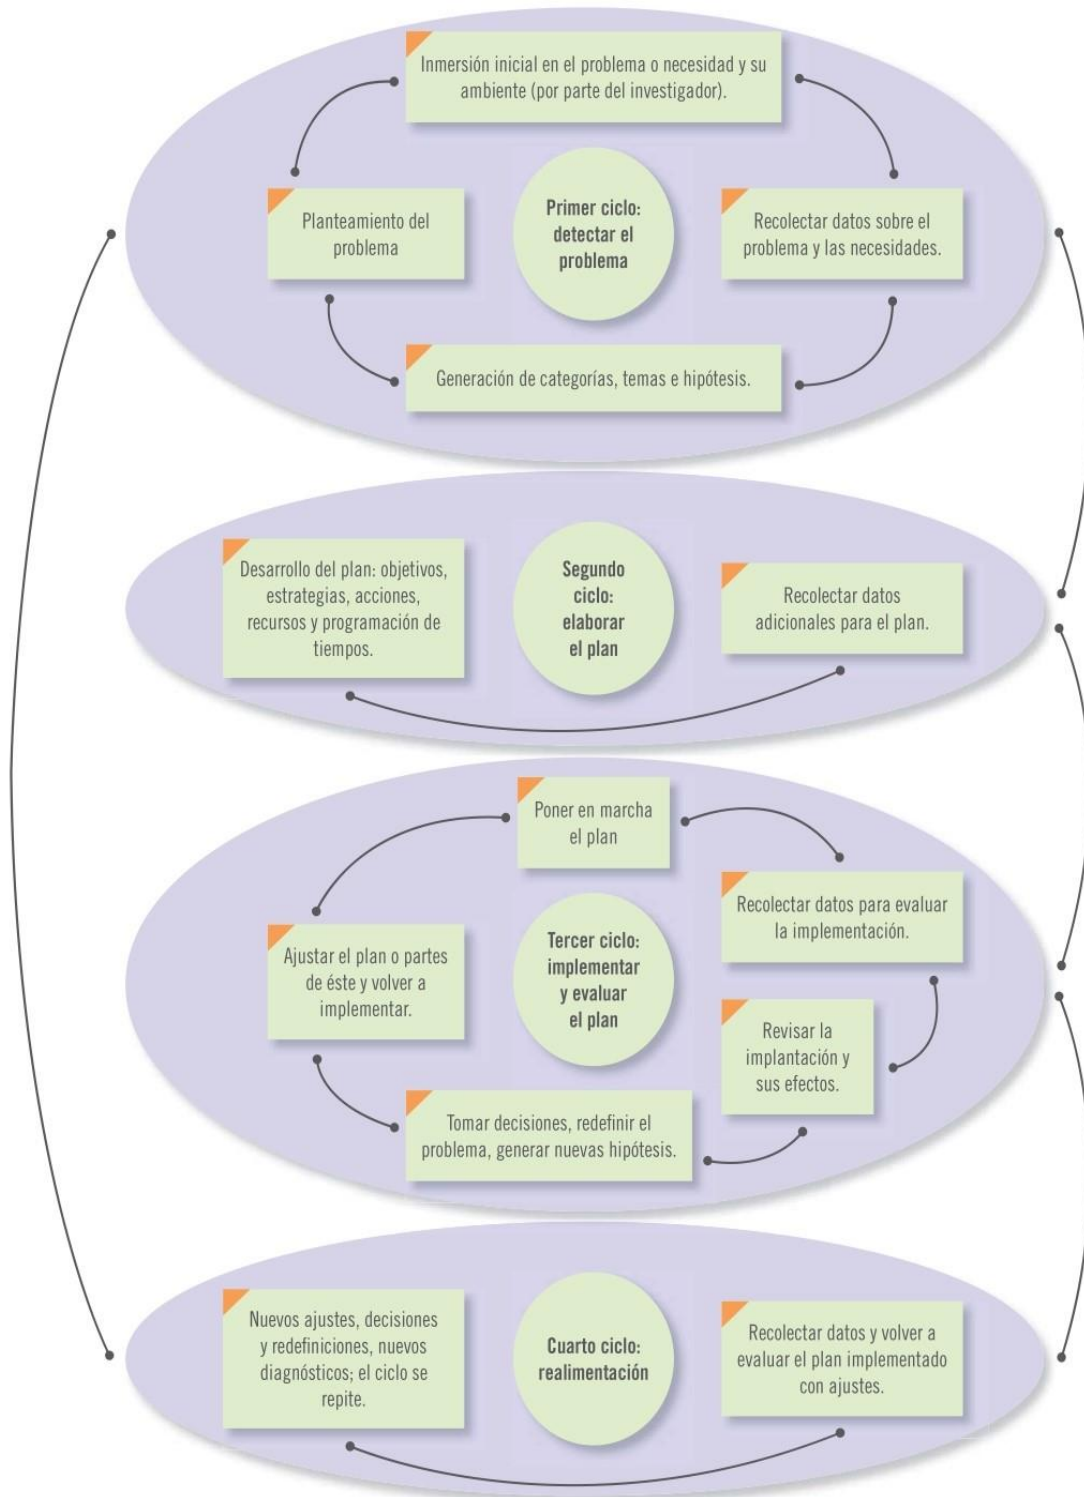 Inmersión inicial en el problema o necesidad y su
ambiente (por parte del investigador).
Planteamiento del
problema
Primer ciclo:
detectar el
problema
Recolectar datos sobre el
problema y las necesidades.
Generación de categorías, temas e hipótesis.
Desarrollo del plan: objetivos,
estrategias, acciones,
recursos y programación de
tiempos.
Segundo
ciclo:
elaborar
el plan
Recolectar datos
adicionales para el plan.
Poner en marcha
el plan
Recolectar datos para evaluar
la implementación.
Ajustar el plan o partes
de éste y volver a
implementar.
Tercer ciclo:
implementar
y evaluar
el plan
Revisar la
implantación y
sus efectos.
Tomar decisiones, redefinir el
problema, generar nuevas hipótesis.
Nuevos ajustes, decisiones
y redefiniciones, nuevos
diagnósticos; el ciclo se
repite.
Cuarto ciclo:
realimentación
Recolectar datos y volver a
evaluar el plan implementado
con ajustes.